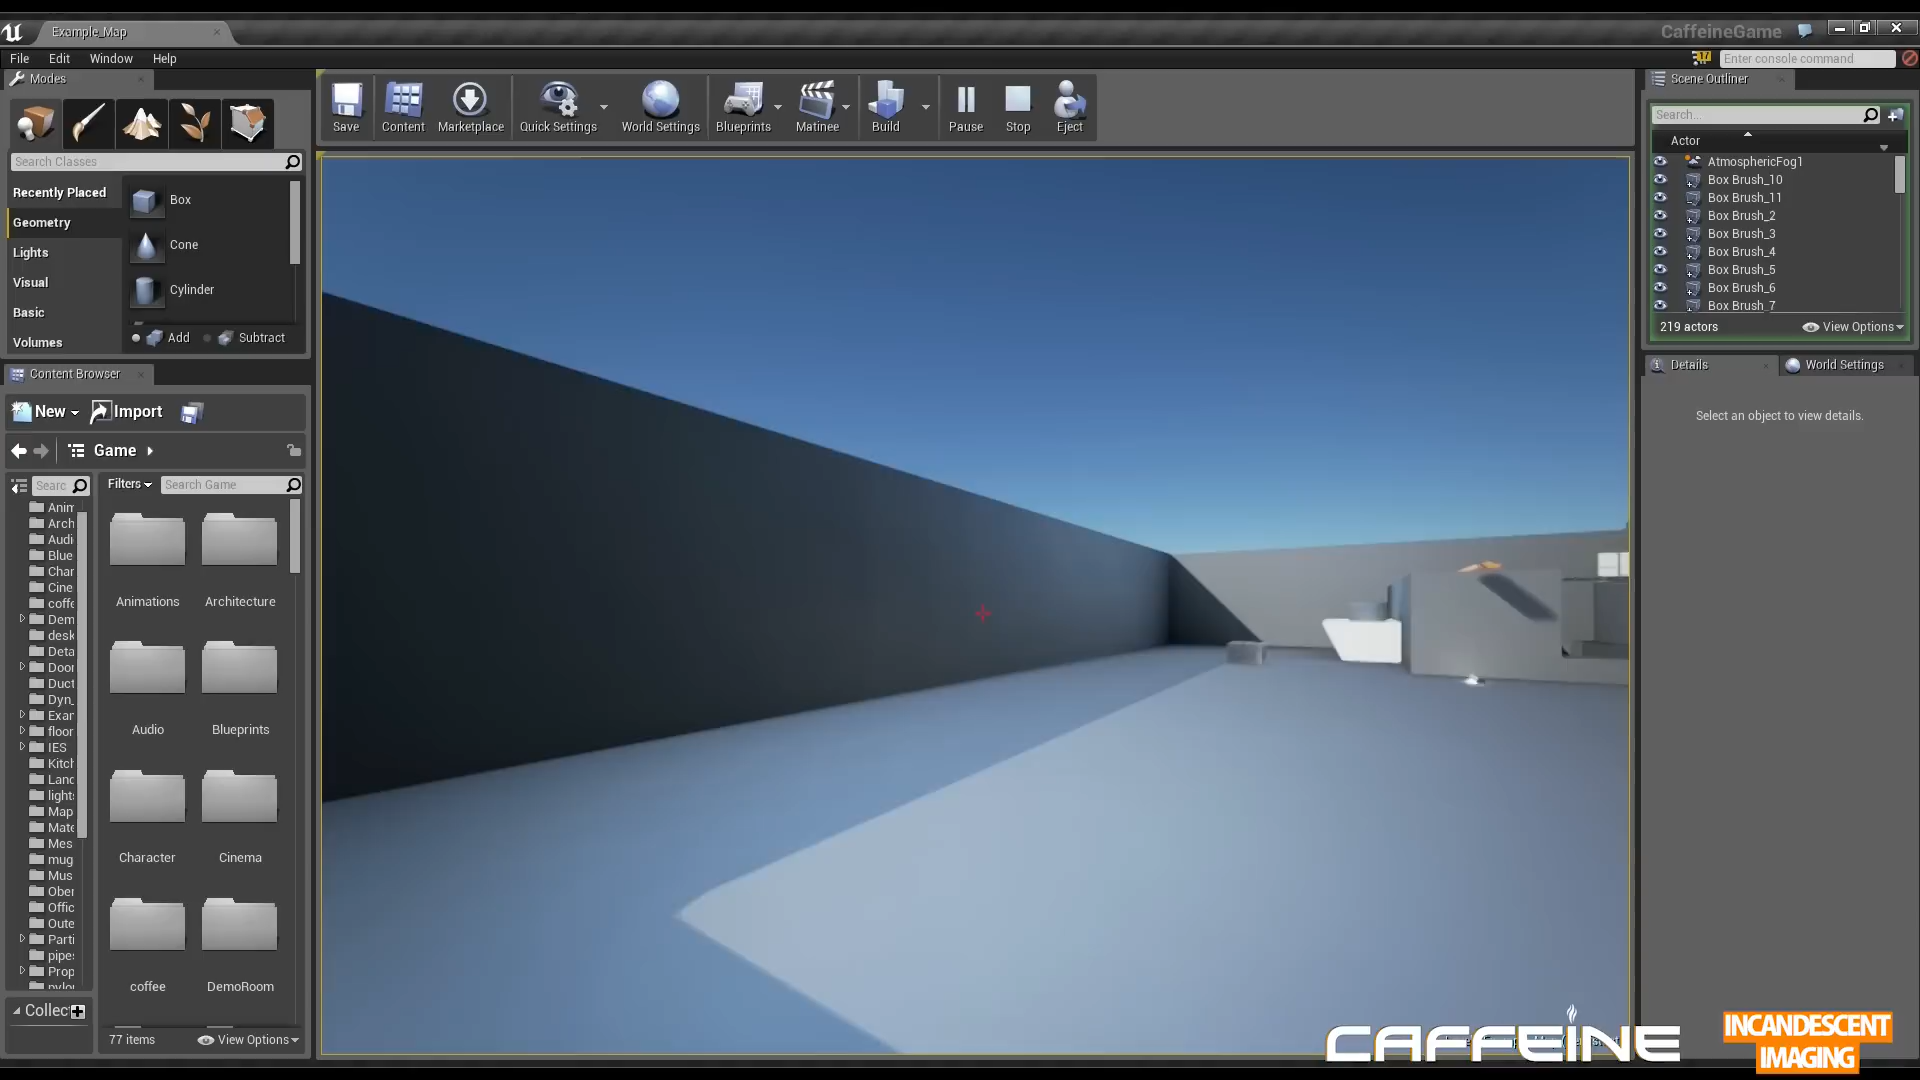 Example_Map
CaffeineGame
File Edit Window Help
Enter console command
Modes
Scene Outliner
Save
Content
Marketplace
Quick Settings
World Settings
Blueprints
Matinee
Build
Pause
Stop
Eject
Search Classes
Search...
Actor
Recently Placed
Geometry
Lights
Visual
Basic
Volumes
Box
Cone
Cylinder
Add
Subtract
AtmosphericFog1
Box Brush_10
Box Brush_11
Box Brush_2
Box Brush_3
Box Brush_4
Box Brush_5
Box Brush_6
Box Brush_7
219 actors
View Options
Content Browser
Details
World Settings
Select an object to view details.
New
Import
Game
Searc
Filters
Search Game
Anim
Arch
Audi
Blue
Char
Cine
coffe
Dem
desk
Deta
Door
Duct
Dyn_
Exar
floor
IES
Kitch
Lanc
light:
Map
Mate
Mes
mug
Mus
Ober
Offic
Oute
Parti
pipe:
Prop
Animations
Architecture
Audio
Blueprints
Character
Cinema
coffee
DemoRoom
Collec
77 items
View Options
CAFFEINE
INCANDESCENT
IMAGING